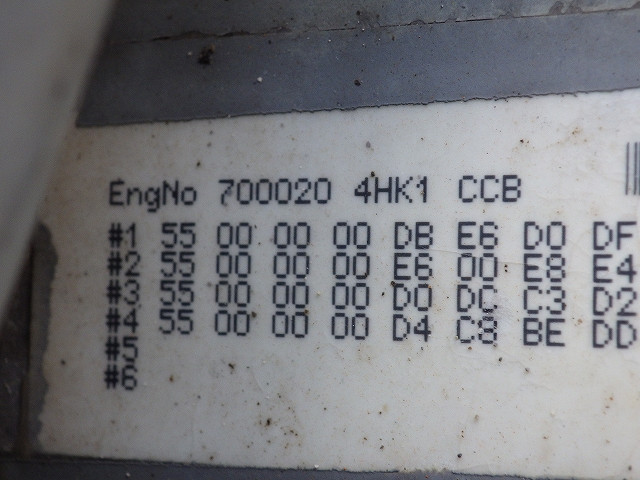 EngNo 700020 4HK1 CCB
#1 55 00 00 00 DB E6 D0 DF
#2 55 00 00 00 E6 00 E8 E4
#3 55 00 00 00 D0 DC C3 D2
#4 55 00 00 00 D4 C8 BE DD
#5
#6